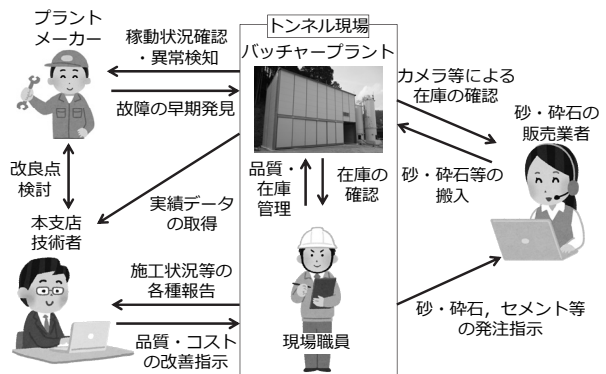 プラント
メーカー
稼動状況確認
・異常検知
故障の早期発見
トンネル現場
バッチャープラント
カメラ等による
在庫の確認
砂・砕石の
販売業者
砂・砕石等の
搬入
品質・
在庫
管理
在庫の
確認
改良点
検討
実績データ
の取得
本支店
技術者
施工状況等の
各種報告
品質・コスト
の改善指示
現場職員
砂・砕石，セメント等
の発注指示